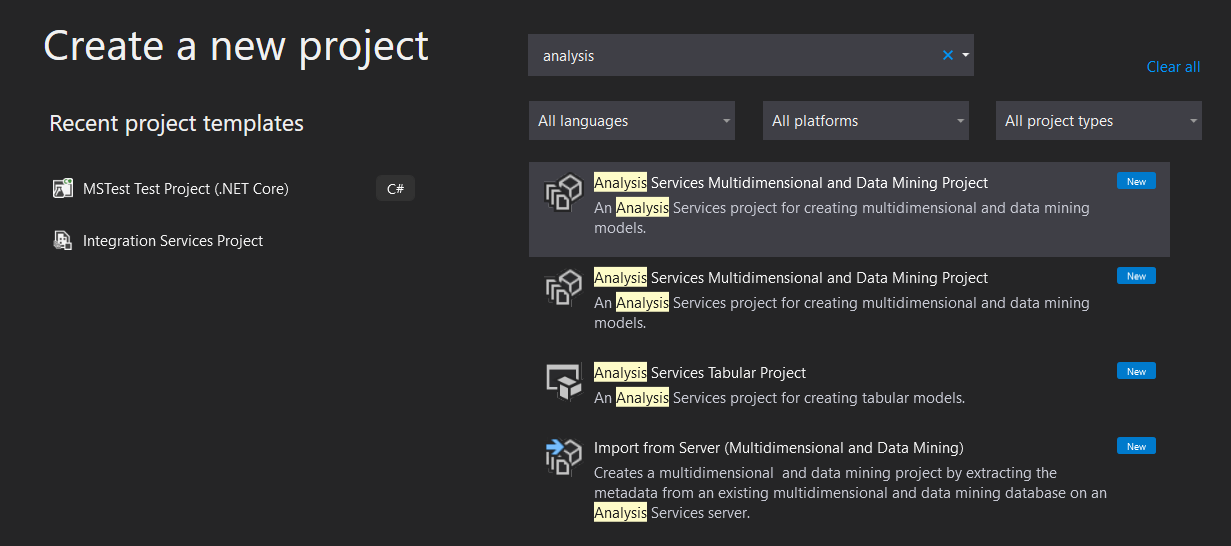 Create a new project
analysis
Clear all
Recent project templates
All languages
All platforms
All project types
MSTest Test Project (.NET Core)
C#
Integration Services Project
Analysis Services Multidimensional and Data Mining Project
New
An Analysis Services project for creating multidimensional and data mining
models.
Analysis Services Multidimensional and Data Mining Project
New
An Analysis Services project for creating multidimensional and data mining
models.
Analysis Services Tabular Project
New
An Analysis Services project for creating tabular models.
Import from Server (Multidimensional and Data Mining)
New
Creates a multidimensional  and data mining project by extracting the
metadata from an existing multidimensional and data mining database on an
Analysis Services server.